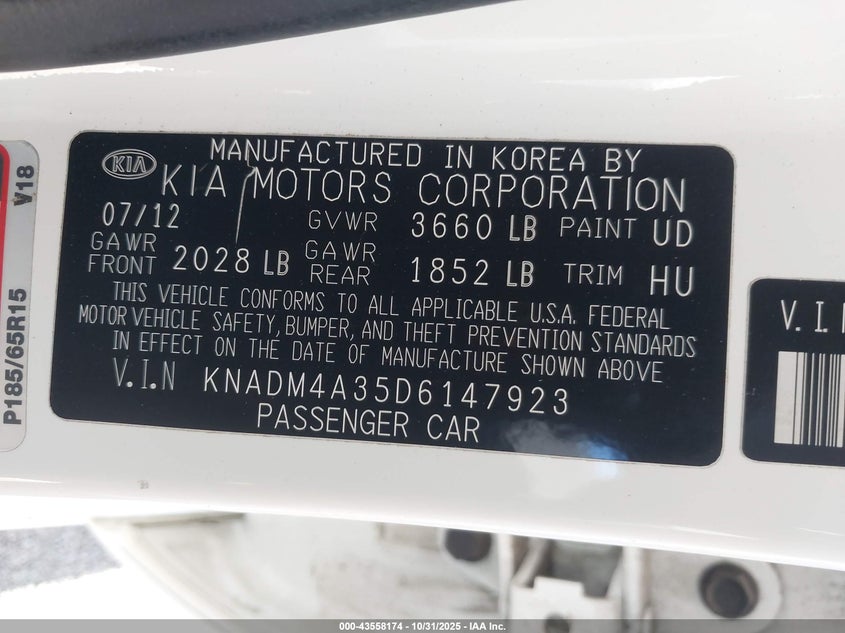 V18
P185/65R15
KIA
MANUFACTURED IN KOREA BY
KIA MOTORS CORPORATION
07/12 GVWR 3660 LB PAINT UD
GAWR FRONT 2028 LB GAWR REAR 1852 LB TRIM HU
THIS VEHICLE CONFORMS TO ALL APPLICABLE U.S.A. FEDERAL
MOTOR VEHICLE SAFETY, BUMPER, AND THEFT PREVENTION STANDARDS
IN EFFECT ON THE DATE OF MANUFACTURE SHOWN ABOVE
V.I.N KNADM4A35D6147923
PASSENGER CAR
V.I.N
000-43558174 - 10/31/2025 - IAA Inc.